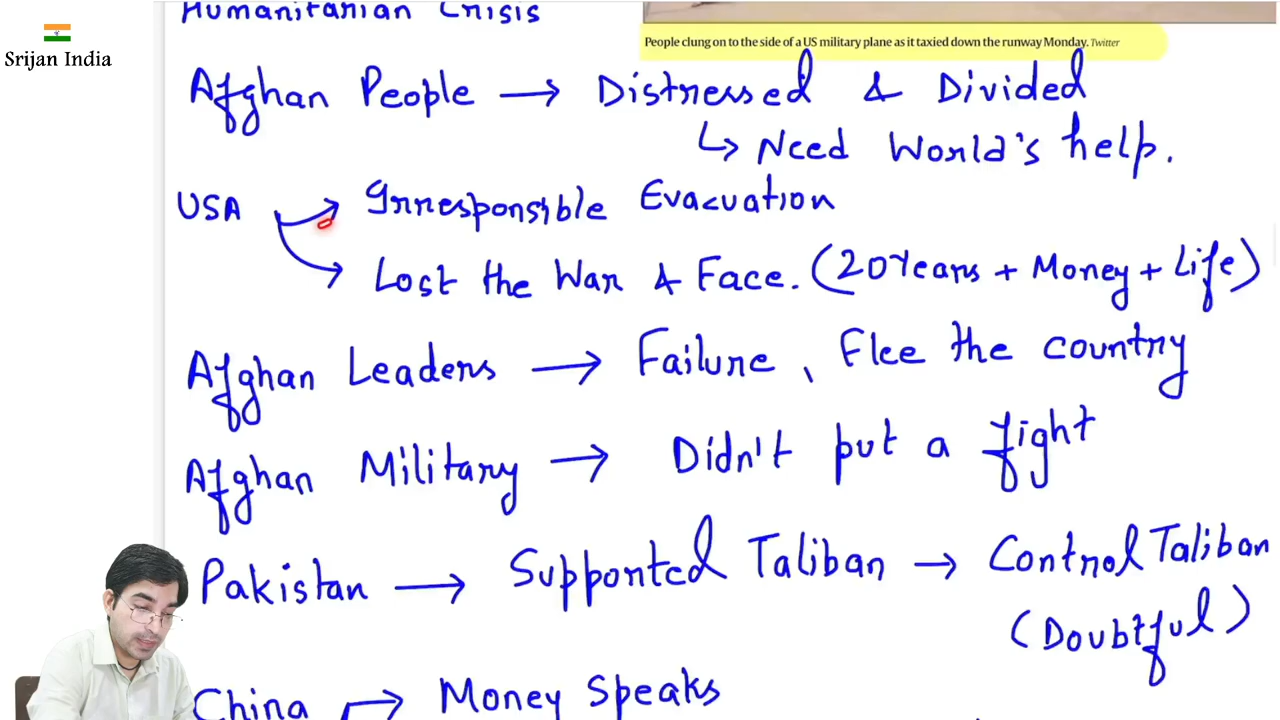 Humanitarian Crisis
People clung on to the side of a US military plane as it taxied down the runway Monday. Twitter
Srijan India
Afghan People → Distressed & Divided
↳ Need World's help.
USA → Irresponsible Evacuation
→ Lost the War & Face. (20 Years + Money + Life)
Afghan Leaders → Failure, Flee the country
Afghan Military → Didn't put a fight
Pakistan → Supported Taliban → Control Taliban
(Doubtful)
China → Money Speaks